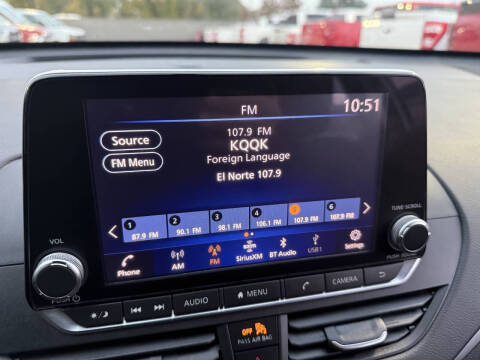 FM
10:51
Source
FM Menu
107.9 FM
KQQK
Foreign Language
El Norte 107.9
1 2 3 4 5 6
87.9 FM 90.1 FM 98.1 FM 106.1 FM 107.9 FM 107.9 FM
Phone AM FM SiriusXM BT Audio USB1 Settings
VOL
TUNE SCROLL
PUSH
AUDIO MENU CAMERA
PASS AIR BAG